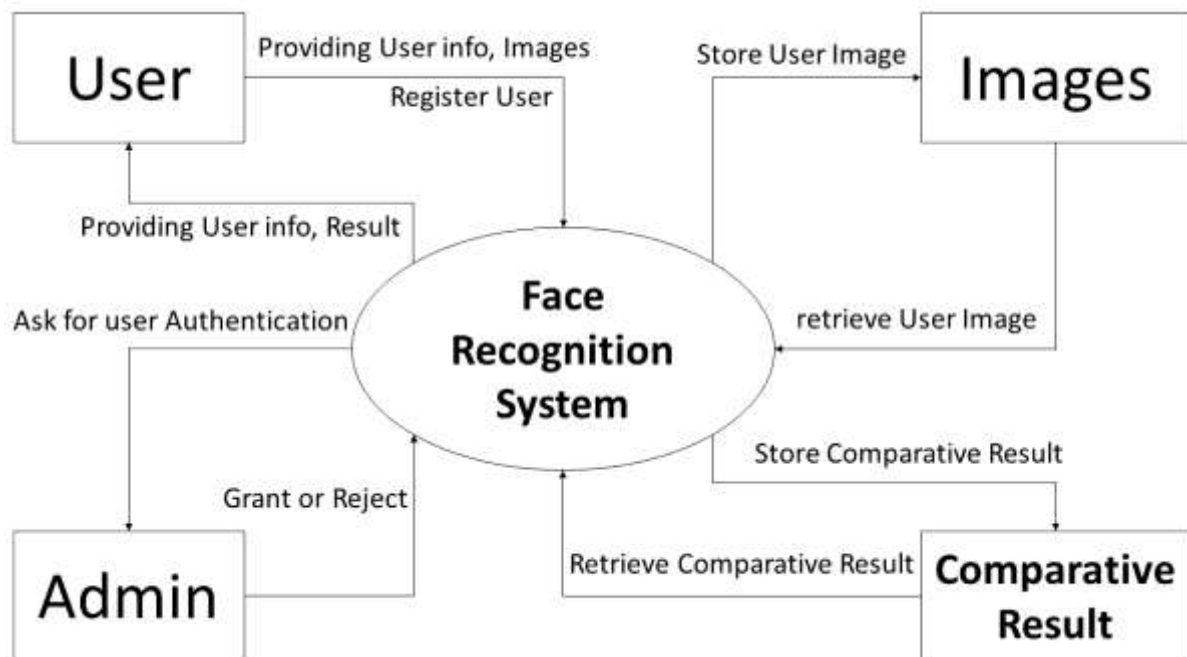 User
Providing User info, Images
Register User
Store User Image
Images
Providing User info, Result
Face
Recognition
System
Ask for user Authentication
retrieve User Image
Store Comparative Result
Grant or Reject
Retrieve Comparative Result
Admin
Comparative
Result